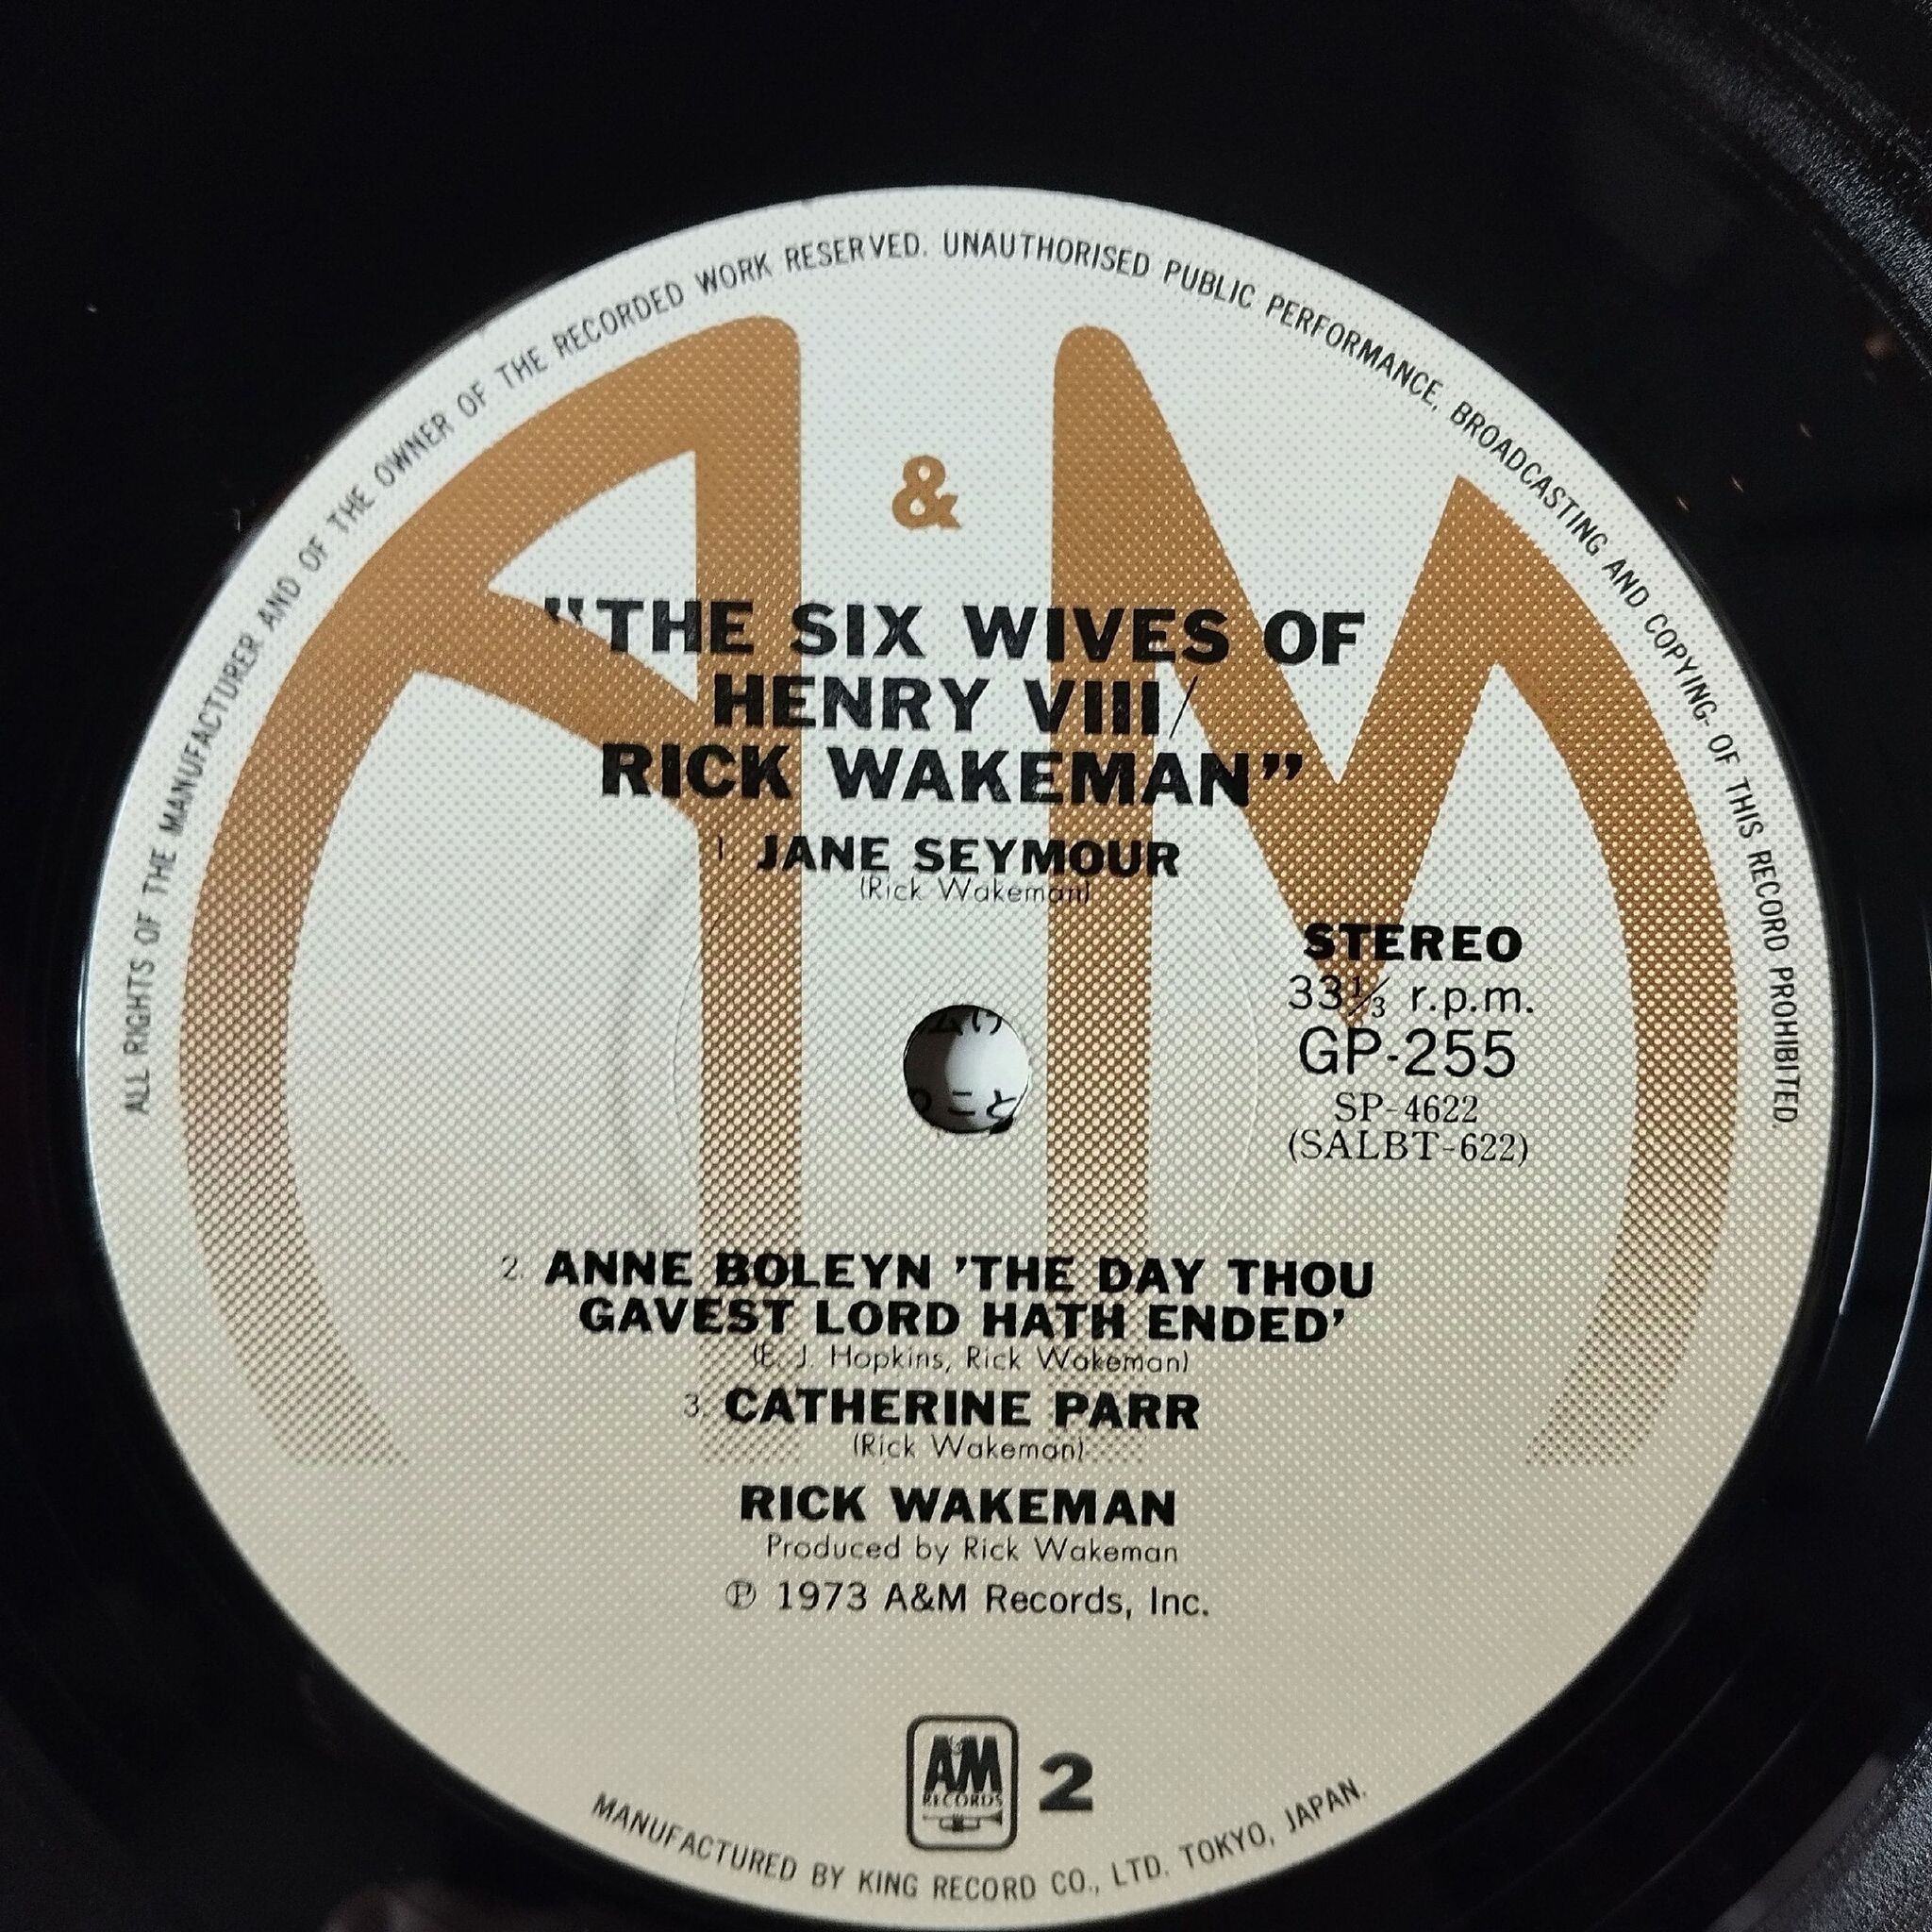 ALL RIGHTS OF THE MANUFACTURER AND OF THE OWNER OF THE RECORDED WORK RESERVED. UNAUTHORISED PUBLIC PERFORMANCE, BROADCASTING AND COPYING OF THIS RECORD PROHIBITED.
A & M
"THE SIX WIVES OF
HENRY VIII/
RICK WAKEMAN"
1. JANE SEYMOUR
(Rick Wakeman)
STEREO
33⅓ r.p.m.
GP-255
SP-4622
(SALBT-622)
こと
2. ANNE BOLEYN 'THE DAY THOU
GAVEST LORD HATH ENDED'
(E. J. Hopkins, Rick Wakeman)
3. CATHERINE PARR
(Rick Wakeman)
RICK WAKEMAN
Produced by Rick Wakeman
℗ 1973 A&M Records, Inc.
A&M
RECORDS
2
MANUFACTURED BY KING RECORD CO., LTD. TOKYO, JAPAN.